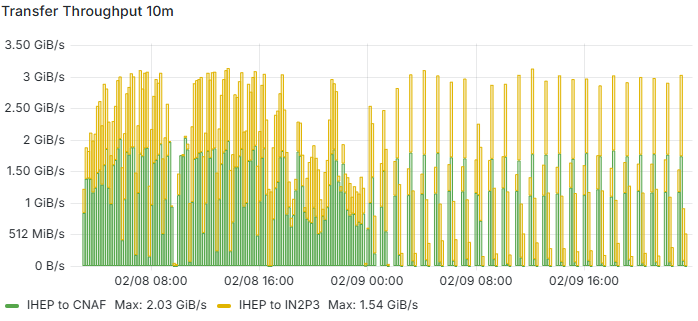 Transfer Throughput 10m
3.50 GiB/s
3 GiB/s
2.50 GiB/s
2 GiB/s
1.50 GiB/s
1 GiB/s
512 MiB/s
0 B/s
02/08 08:00 02/08 16:00 02/09 00:00 02/09 08:00 02/09 16:00
IHEP to CNAF Max: 2.03 GiB/s IHEP to IN2P3 Max: 1.54 GiB/s